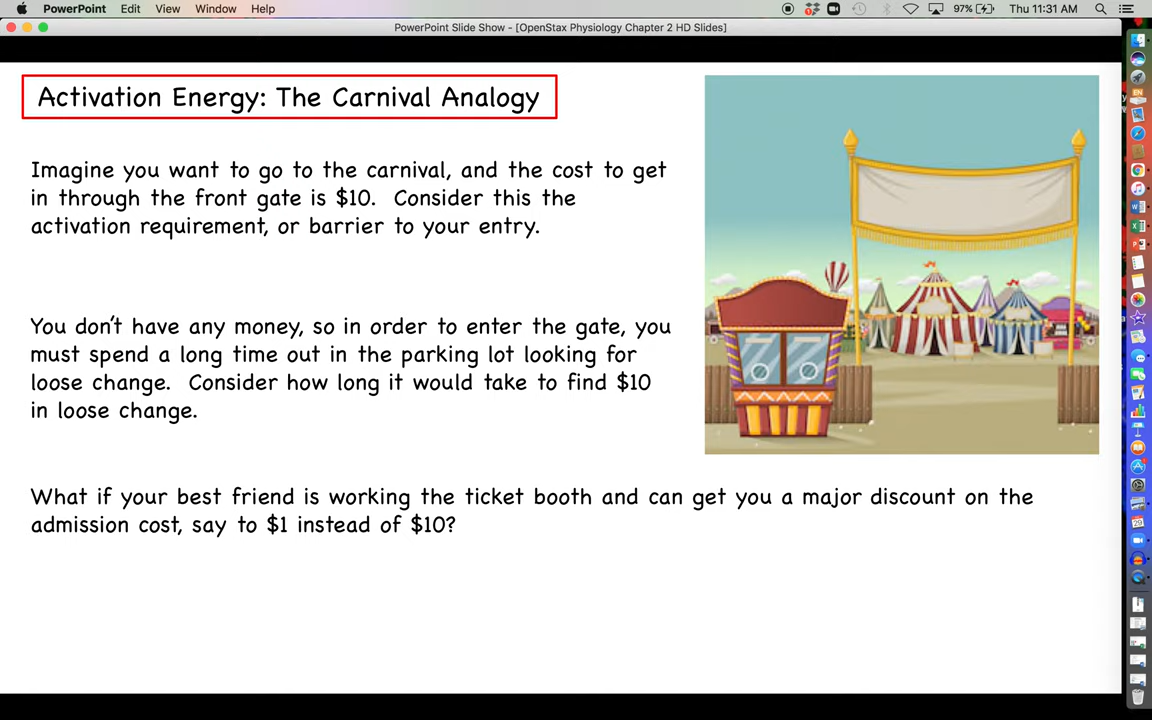 PowerPoint Edit View Window Help 97% Thu 11:31 AM
PowerPoint Slide Show - [OpenStax Physiology Chapter 2 HD Slides]
Activation Energy: The Carnival Analogy
Imagine you want to go to the carnival, and the cost to get
in through the front gate is $10. Consider this the
activation requirement, or barrier to your entry.
You don't have any money, so in order to enter the gate, you
must spend a long time out in the parking lot looking for
loose change. Consider how long it would take to find $10
in loose change.
What if your best friend is working the ticket booth and can get you a major discount on the
admission cost, say to $1 instead of $10?